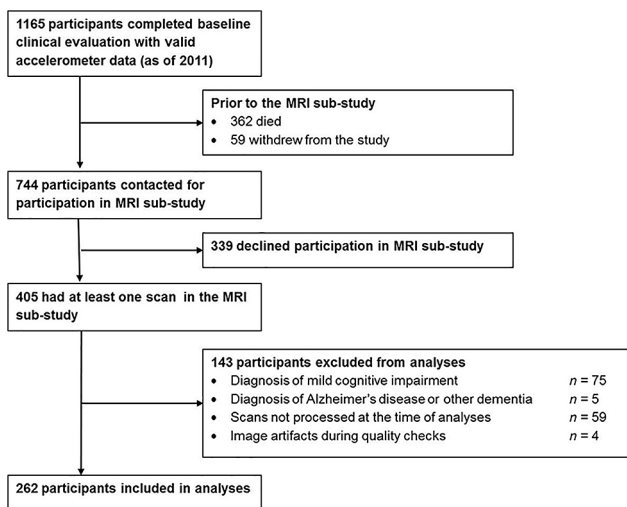 1165 participants completed baseline
clinical evaluation with valid
accelerometer data (as of 2011)
Prior to the MRI sub-study
• 362 died
• 59 withdrew from the study
744 participants contacted for
participation in MRI sub-study
339 declined participation in MRI sub-study
405 had at least one scan in the MRI
sub-study
143 participants excluded from analyses
• Diagnosis of mild cognitive impairment n = 75
• Diagnosis of Alzheimer's disease or other dementia n = 5
• Scans not processed at the time of analyses n = 59
• Image artifacts during quality checks n = 4
262 participants included in analyses